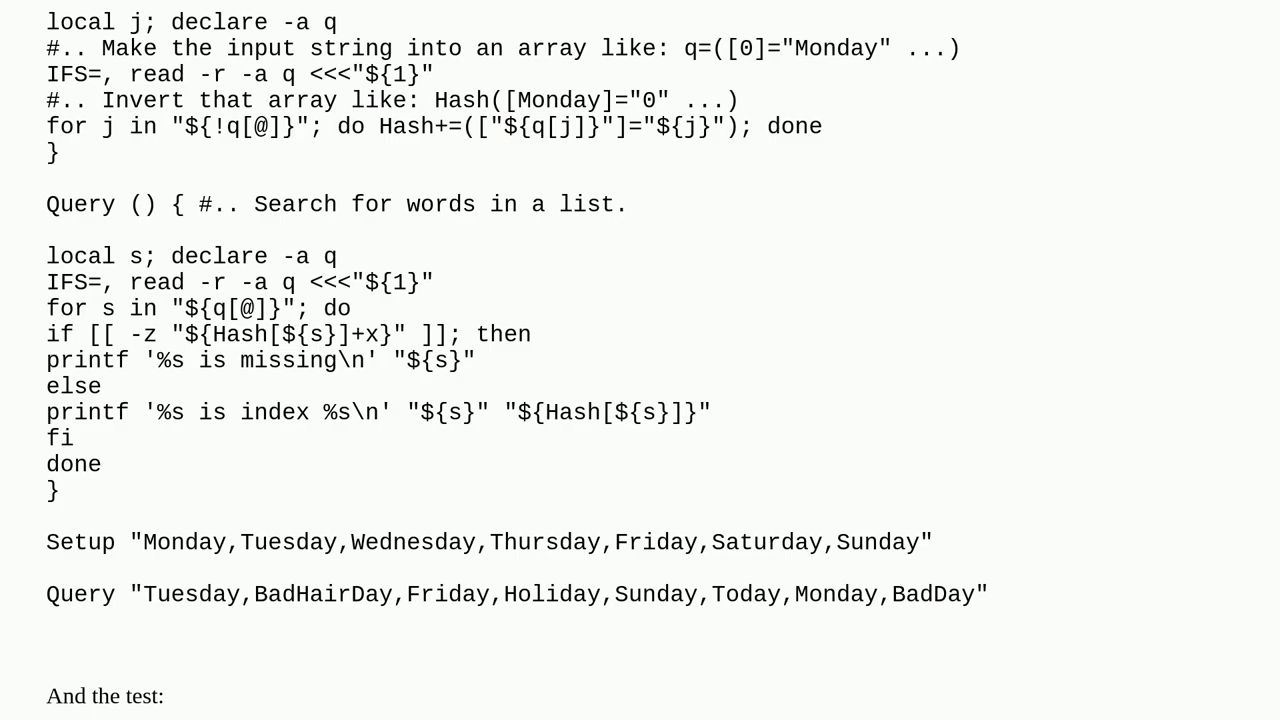 local j; declare -a q
#.. Make the input string into an array like: q=([0]="Monday" ...)
IFS=, read -r -a q <<<"${1}"
#.. Invert that array like: Hash([Monday]="0" ...)
for j in "${!q[@]}"; do Hash+=(["${q[j]}"]="${j}"); done
}
Query () { #.. Search for words in a list.
local s; declare -a q
IFS=, read -r -a q <<<"${1}"
for s in "${q[@]}"; do
if [[ -z "${Hash[${s}]+x}" ]]; then
printf '%s is missing\n' "${s}"
else
printf '%s is index %s\n' "${s}" "${Hash[${s}]}"
fi
done
}
Setup "Monday,Tuesday,Wednesday,Thursday,Friday,Saturday,Sunday"
Query "Tuesday,BadHairDay,Friday,Holiday,Sunday,Today,Monday,BadDay"
And the test: